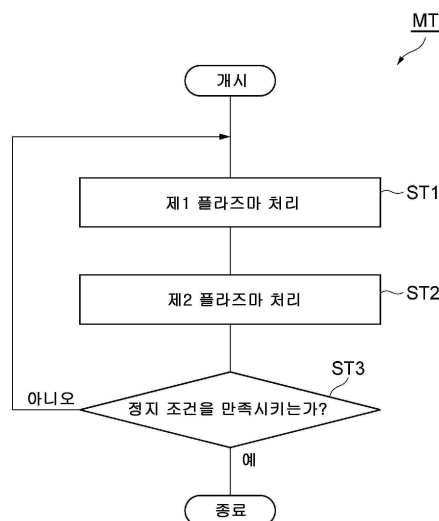 MT
개시
제1 플라즈마 처리
ST1
제2 플라즈마 처리
ST2
ST3
정지 조건을 만족시키는가?
아니오
예
종료